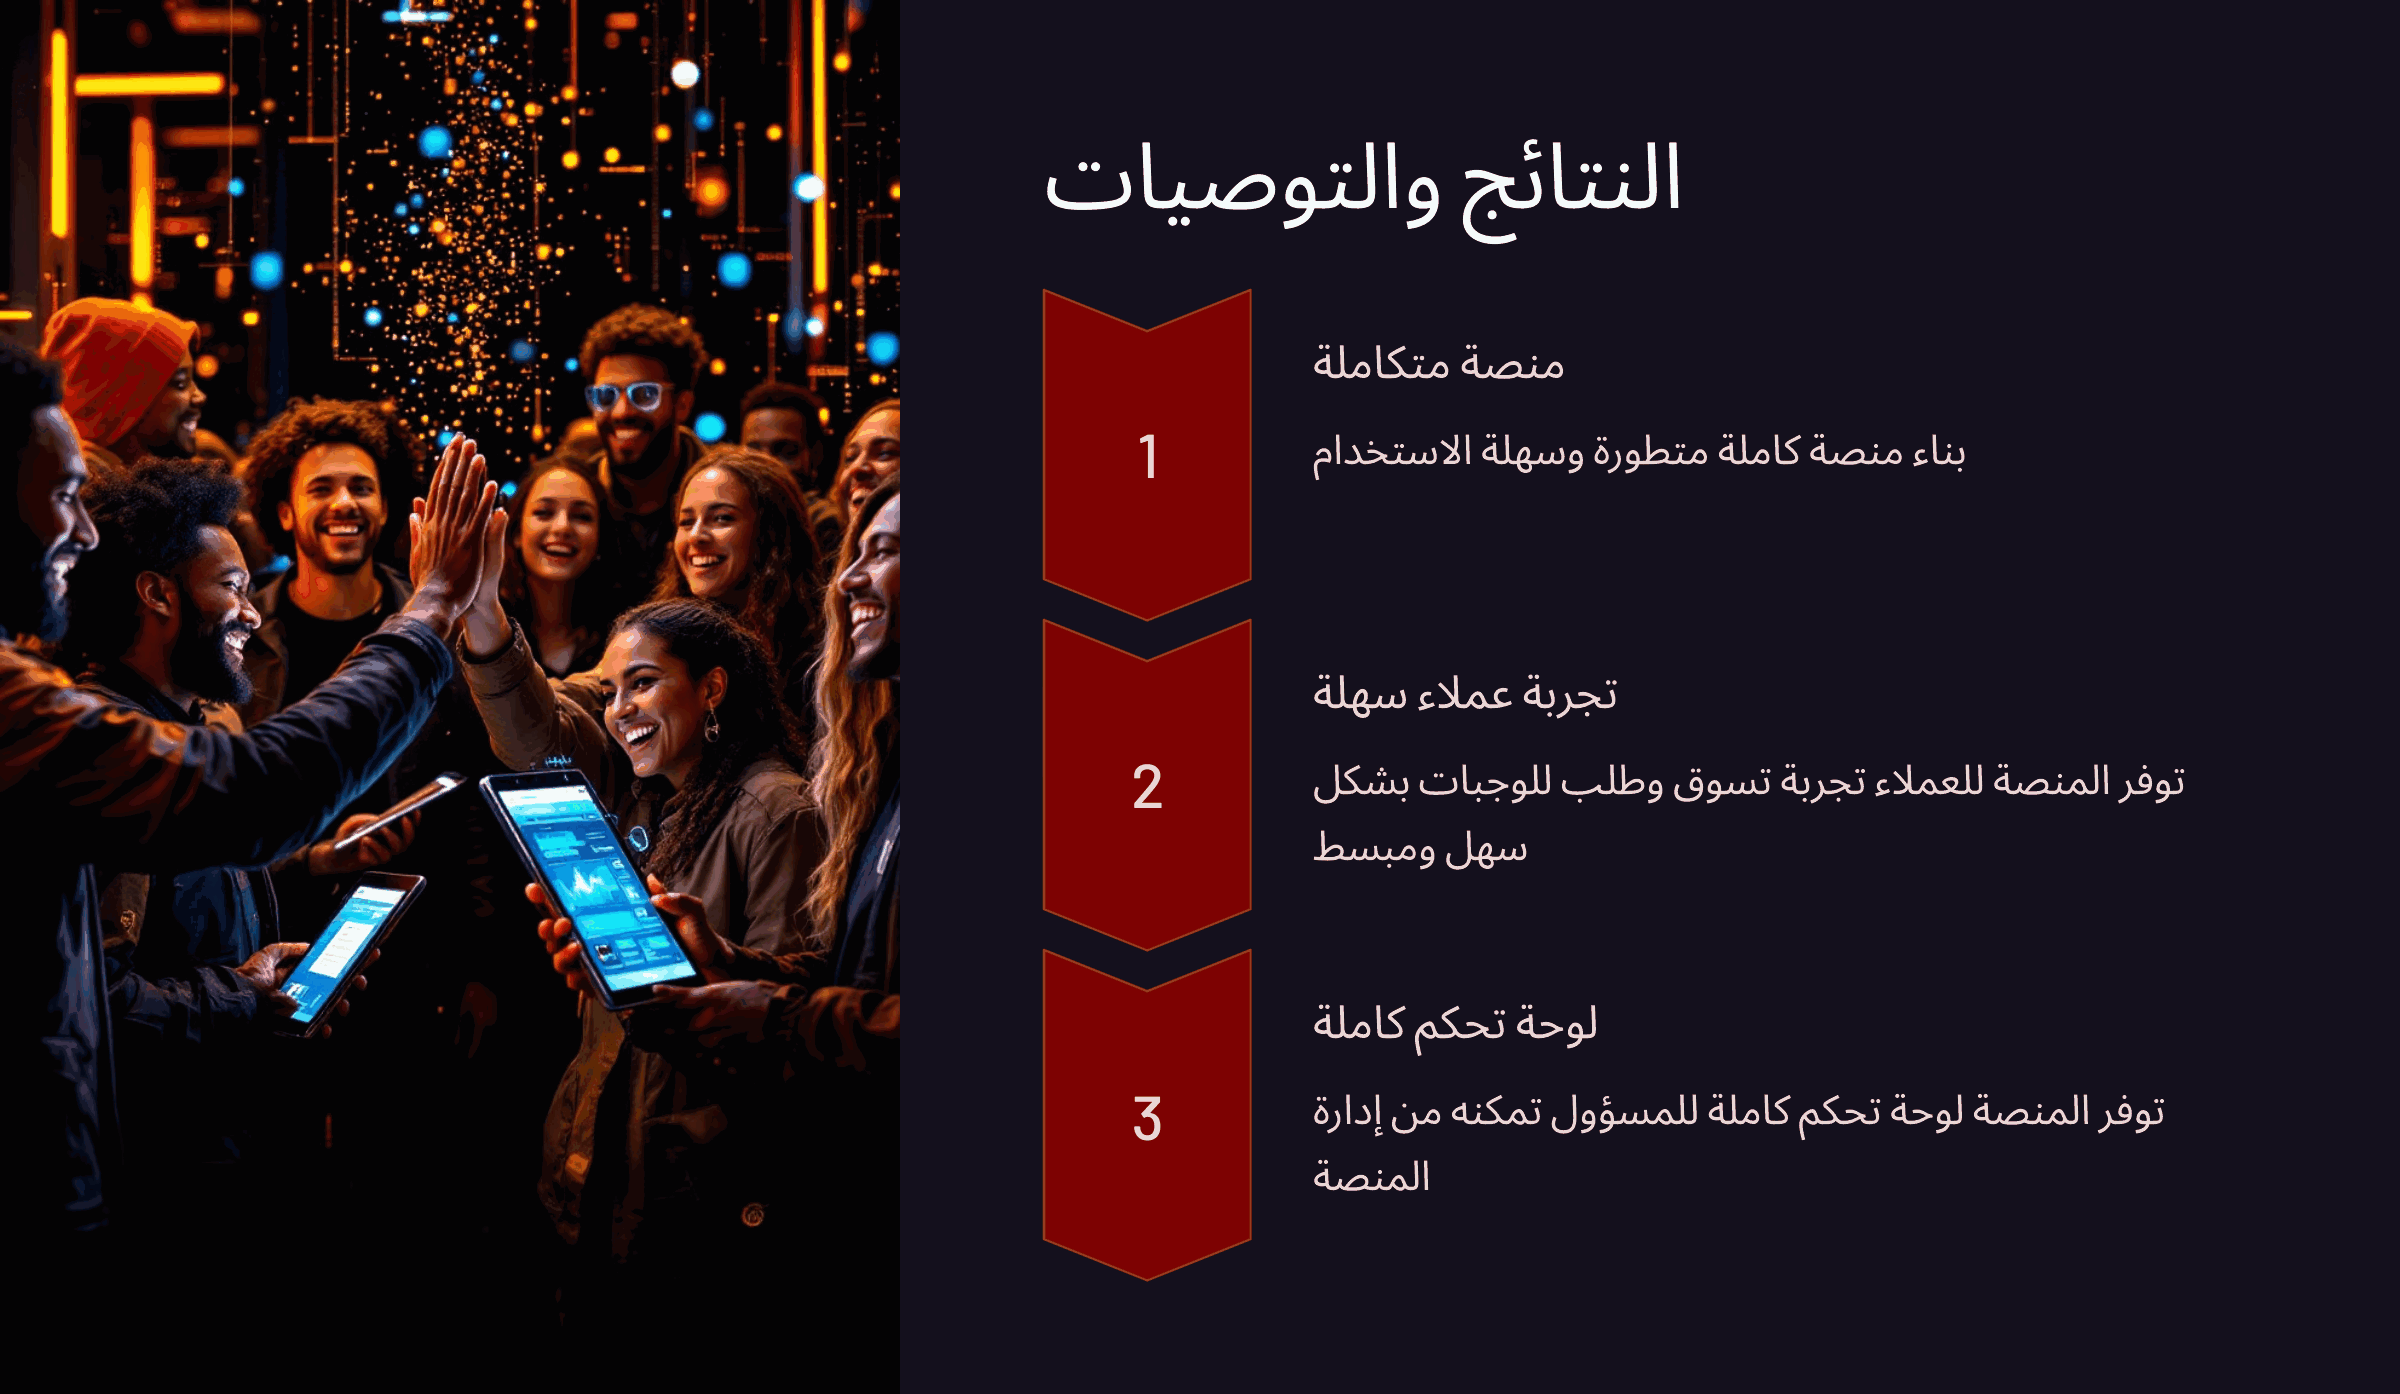 النتائج والتوصيات
1
منصة متكاملة
بناء منصة كاملة متطورة وسهلة الاستخدام
2
تجربة عملاء سهلة
توفر المنصة للعملاء تجربة تسوق وطلب للوجبات بشكل
سهل ومبسط
3
لوحة تحكم كاملة
توفر المنصة لوحة تحكم كاملة للمسؤول تمكنه من إدارة
المنصة